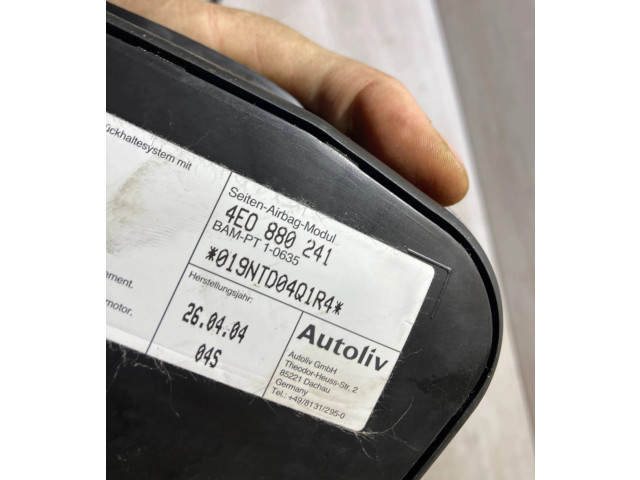 ückhaltesystem mit
ment.
motor.
Seiten-Airbag-Modul
4E0 880 241
BAM-PT 1-0635
*019NTD04Q1R4*
Herstellungsjahr:
26.04.04
04S
Autoliv
Autoliv GmbH
Theodor-Heuss-Str. 2
85221 Dachau
Germany
Tel.: +49/8131/295-0